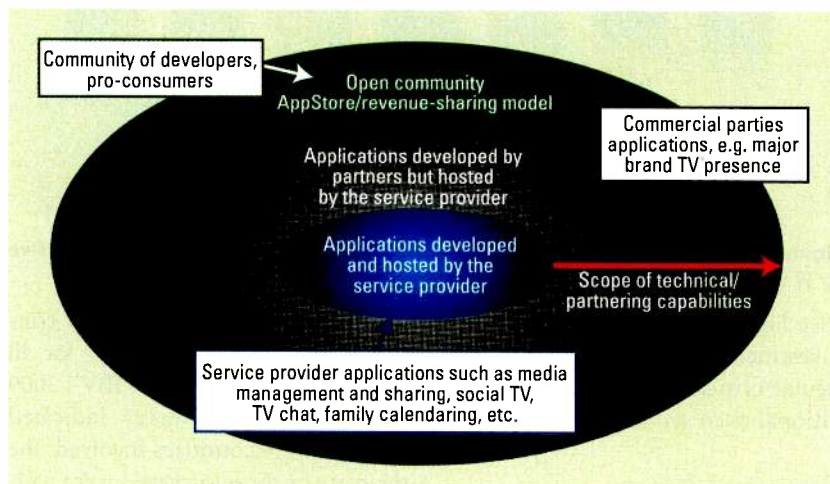 Community of developers,
pro-consumers
Open community
AppStore/revenue-sharing model
Commercial parties
applications, e.g. major
brand TV presence
Applications developed by
partners but hosted
by the service provider
Applications developed
and hosted by the
service provider
Scope of technical/
partnering capabilities
Service provider applications such as media
management and sharing, social TV,
TV chat, family calendaring, etc.